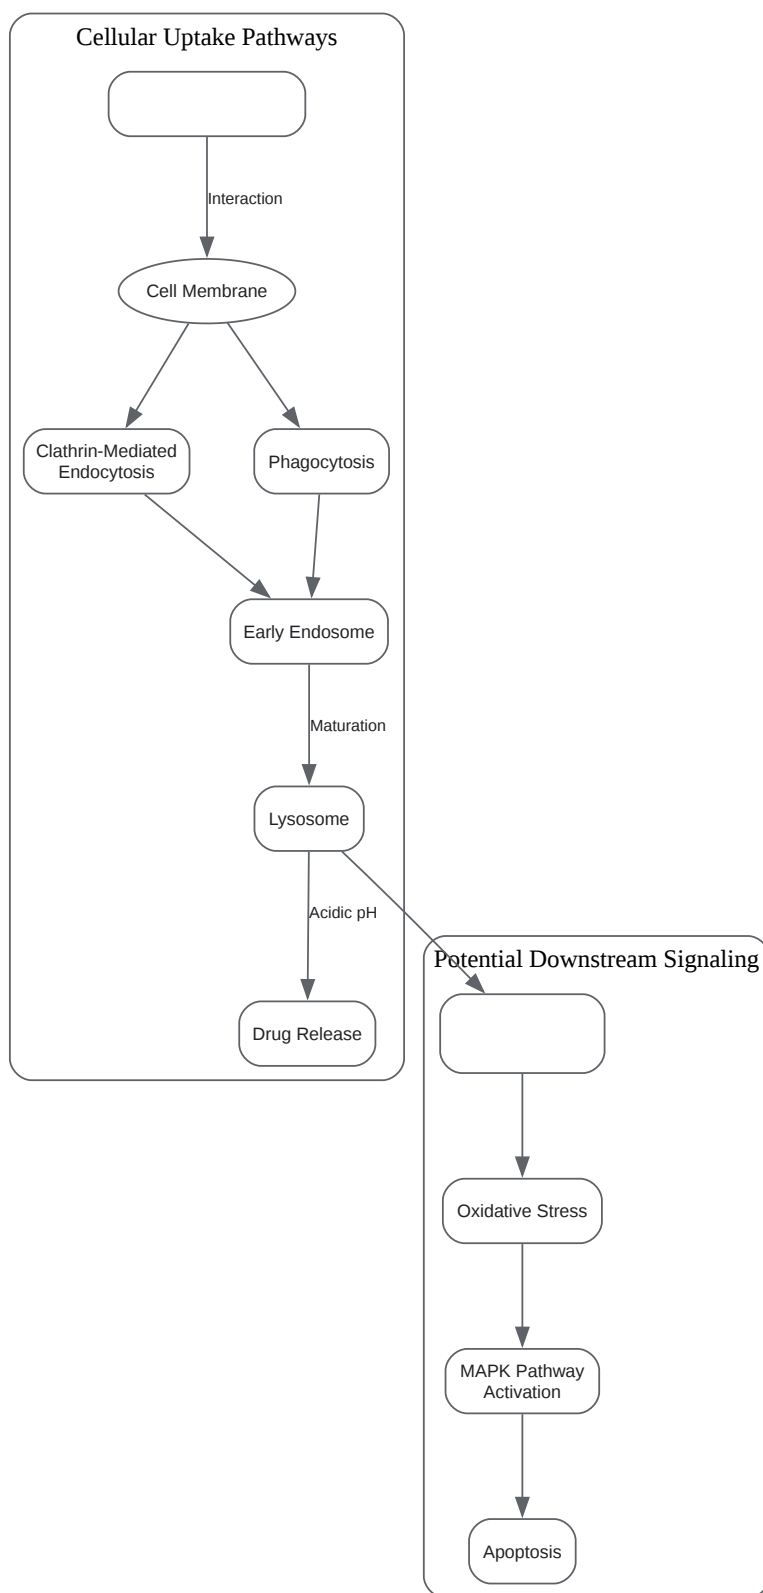 Cellular Uptake Pathways
Interaction
Cell Membrane
Clathrin-Mediated
Endocytosis
Phagocytosis
Early Endosome
Maturation
Lysosome
Acidic pH
Drug Release
Potential Downstream Signaling
Oxidative Stress
MAPK Pathway
Activation
Apoptosis